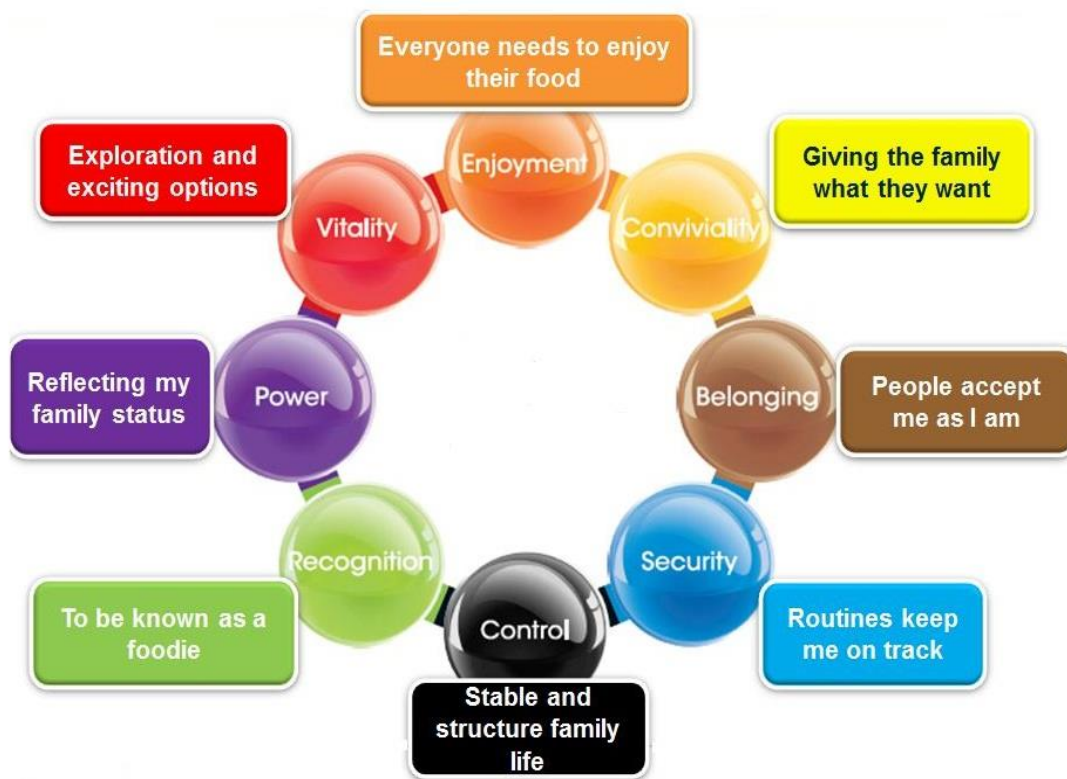 Everyone needs to enjoy
their food
Enjoyment
Exploration and
exciting options
Vitality
Giving the family
what they want
Conviviality
Reflecting my
family status
Power
People accept
me as I am
Belonging
To be known as a
foodie
Recognition
Routines keep
me on track
Security
Control
Stable and
structure family
life